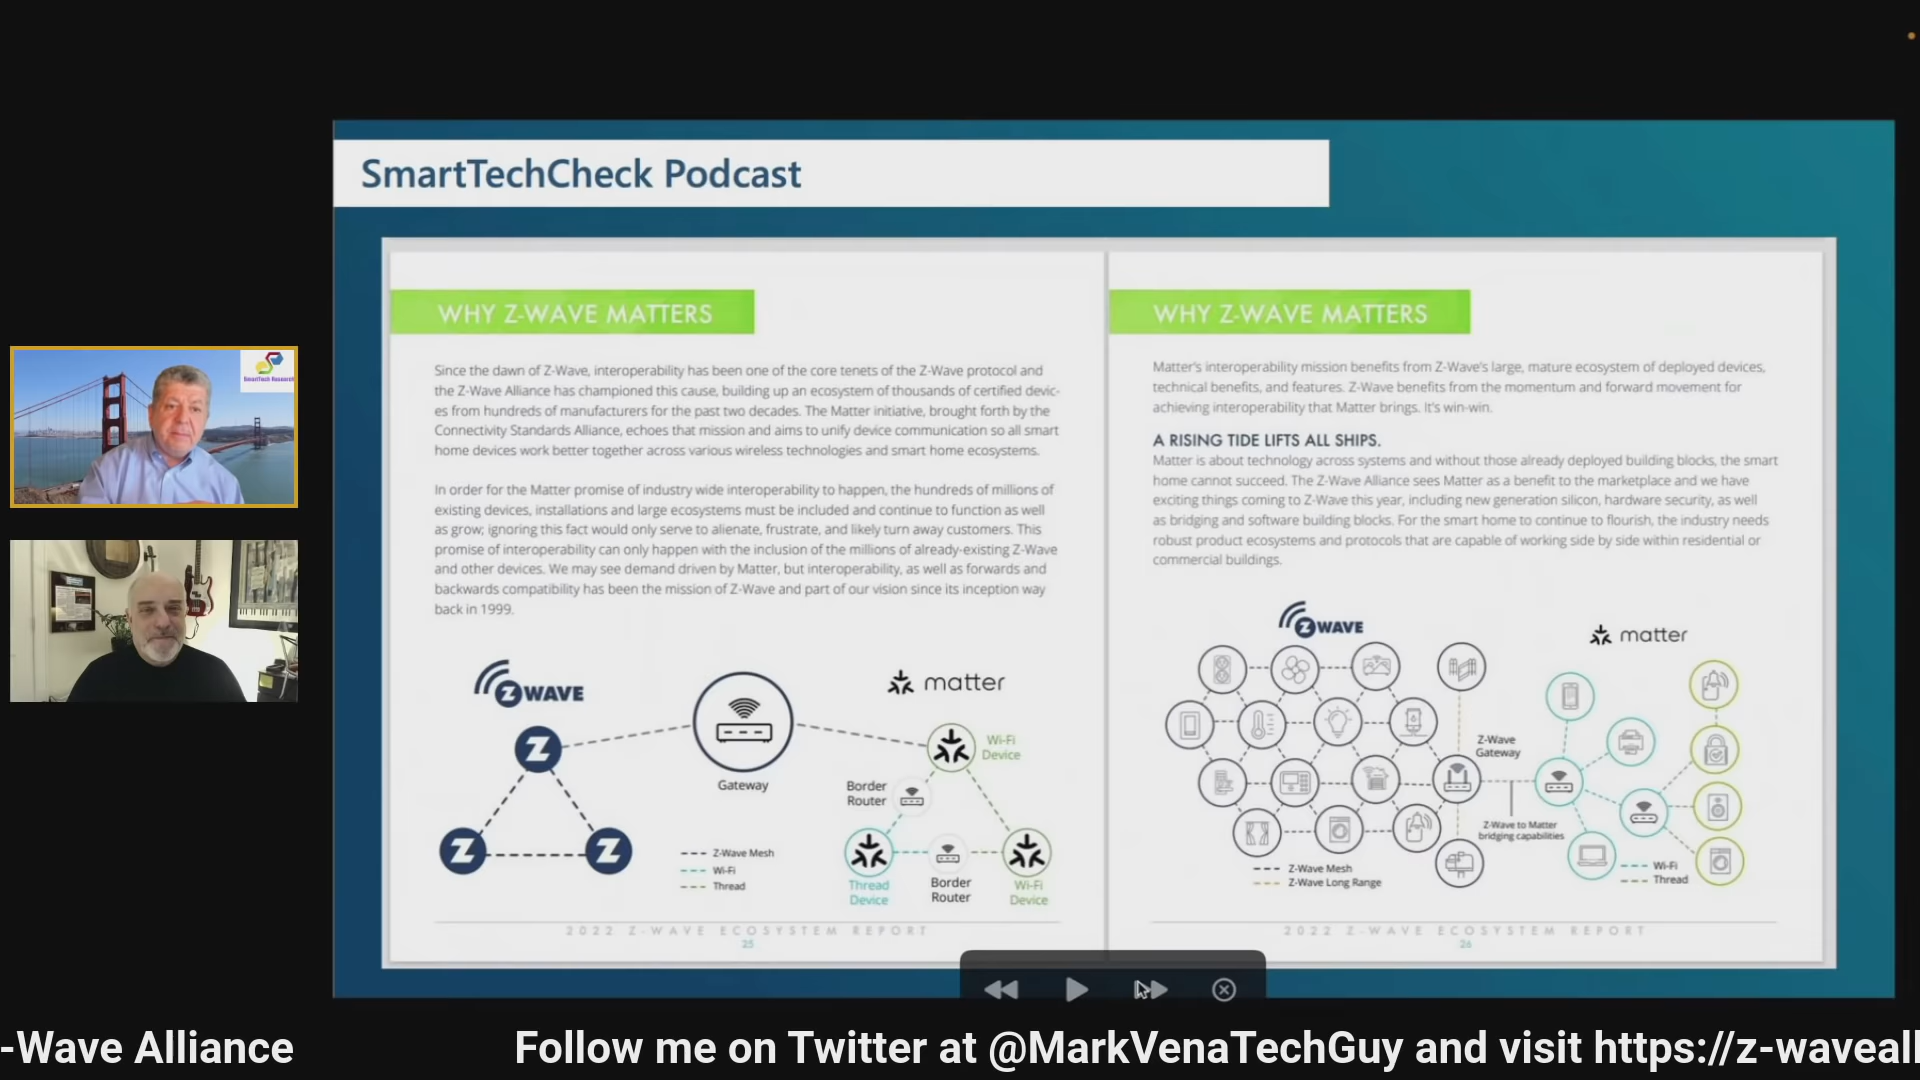 SmartTechCheck Podcast
SmartTech Research
WHY Z-WAVE MATTERS
Since the dawn of Z-Wave, interoperability has been one of the core tenets of the Z-Wave protocol and
the Z-Wave Alliance has championed this cause, building up an ecosystem of thousands of certified devic-
es from hundreds of manufacturers for the past two decades. The Matter initiative, brought forth by the
Connectivity Standards Alliance, echoes that mission and aims to unify device communication so all smart
home devices work better together across various wireless technologies and smart home ecosystems.
In order for the Matter promise of industry wide interoperability to happen, the hundreds of millions of
existing devices, installations and large ecosystems must be included and continue to function as well
as grow; ignoring this fact would only serve to alienate, frustrate, and likely turn away customers. This
promise of interoperability can only happen with the inclusion of the millions of already-existing Z-Wave
and other devices. We may see demand driven by Matter, but interoperability, as well as forwards and
backwards compatibility has been the mission of Z-Wave and part of our vision since its inception way
back in 1999.
Z WAVE
matter
Z
Z
Z
Gateway
Wi-Fi
Device
Border
Router
Thread
Device
Border
Router
Wi-Fi
Device
Z-Wave Mesh
Wi-Fi
Thread
2022 Z-WAVE ECOSYSTEM REPORT
25
WHY Z-WAVE MATTERS
Matter's interoperability mission benefits from Z-Wave's large, mature ecosystem of deployed devices,
technical benefits, and features. Z-Wave benefits from the momentum and forward movement for
achieving interoperability that Matter brings. It's win-win.
A RISING TIDE LIFTS ALL SHIPS.
Matter is about technology across systems and without those already deployed building blocks, the smart
home cannot succeed. The Z-Wave Alliance sees Matter as a benefit to the marketplace and we have
exciting things coming to Z-Wave this year, including new generation silicon, hardware security, as well
as bridging and software building blocks. For the smart home to continue to flourish, the industry needs
robust product ecosystems and protocols that are capable of working side by side within residential or
commercial buildings.
Z WAVE
matter
Z-Wave
Gateway
Z-Wave to Matter
bridging capabilities
Z-Wave Mesh
Z-Wave Long Range
Wi-Fi
Thread
2022 Z-WAVE ECOSYSTEM REPORT
26
-Wave Alliance
Follow me on Twitter at @MarkVenaTechGuy and visit https://z-waveall